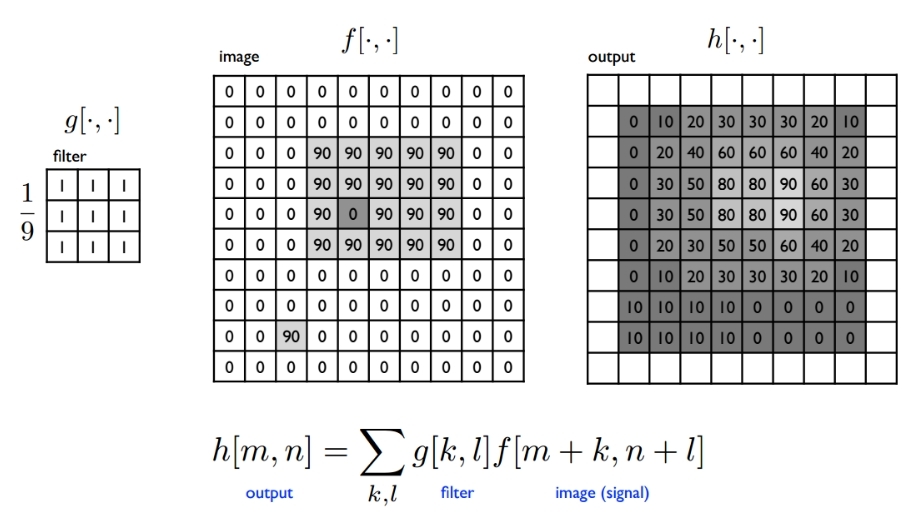 f[·, ·]
h[·, ·]
image
output
g[·, ·]
filter
1/9
1 1 1
1 1 1
1 1 1
0 0 0 0 0 0 0 0 0 0
0 0 0 0 0 0 0 0 0 0
0 0 0 90 90 90 90 90 0 0
0 0 0 90 90 90 90 90 0 0
0 0 0 90 0 90 90 90 0 0
0 0 0 90 90 90 90 90 0 0
0 0 0 0 0 0 0 0 0 0
0 0 0 0 0 0 0 0 0 0
0 0 90 0 0 0 0 0 0 0
0 0 0 0 0 0 0 0 0 0
0 10 20 30 30 30 20 10
0 20 40 60 60 60 40 20
0 30 50 80 80 90 60 30
0 30 50 80 80 90 60 30
0 20 30 50 50 60 40 20
0 10 20 30 30 30 20 10
10 10 10 10 0 0 0 0
10 10 10 10 0 0 0 0
h[m, n] = ∑ g[k, l] f[m + k, n + l]
k,l
output filter image (signal)